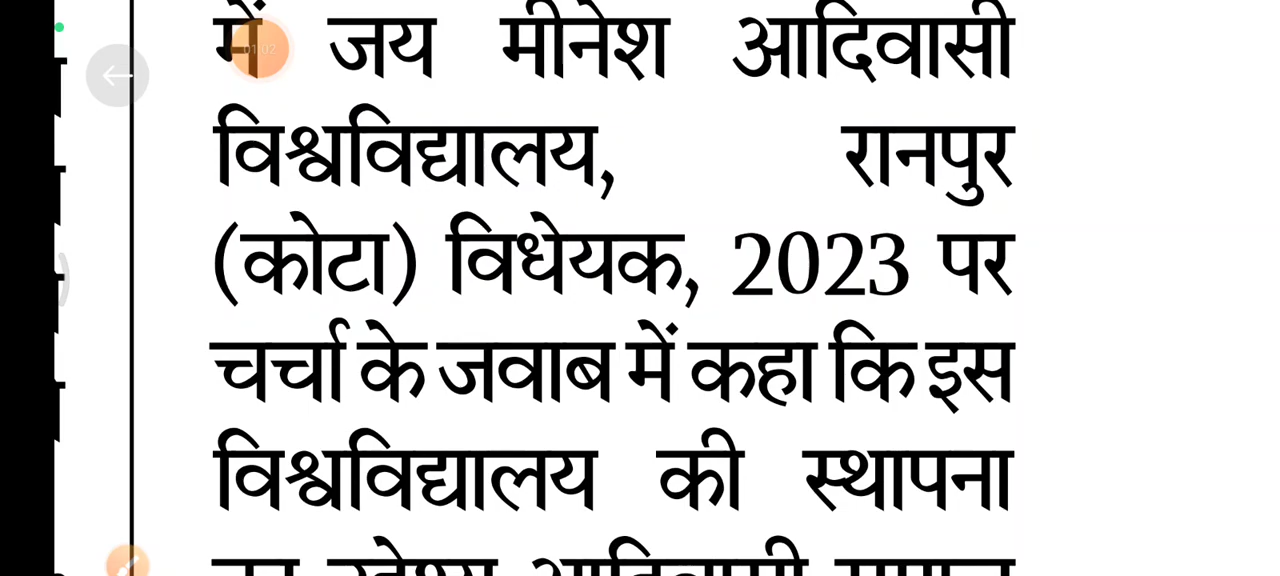 में जय मीनेश आदिवासी
विश्वविद्यालय, रानपुर
(कोटा) विधेयक, 2023 पर
चर्चा के जवाब में कहा कि इस
विश्वविद्यालय की स्थापना